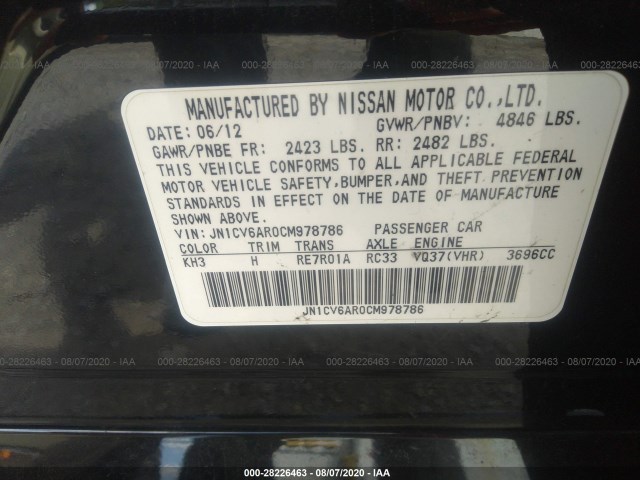 000-28226463 - 08/07/2020 - IAA
MANUFACTURED BY NISSAN MOTOR CO.,LTD.
DATE: 06/12 GVWR/PNBV: 4846 LBS.
GAWR/PNBE FR: 2423 LBS. RR: 2482 LBS.
THIS VEHICLE CONFORMS TO ALL APPLICABLE FEDERAL
MOTOR VEHICLE SAFETY,BUMPER,AND THEFT PREVENTION
STANDARDS IN EFFECT ON THE DATE OF MANUFACTURE
SHOWN ABOVE.
VIN: JN1CV6AR0CM978786 PASSENGER CAR
COLOR TRIM TRANS AXLE ENGINE
KH3 H RE7R01A RC33 VQ37(VHR) 3696CC
JN1CV6AR0CM978786
000-28226463 - 08/07/2020 - IAA
000-28226463 - 08/07/2020 - IAA